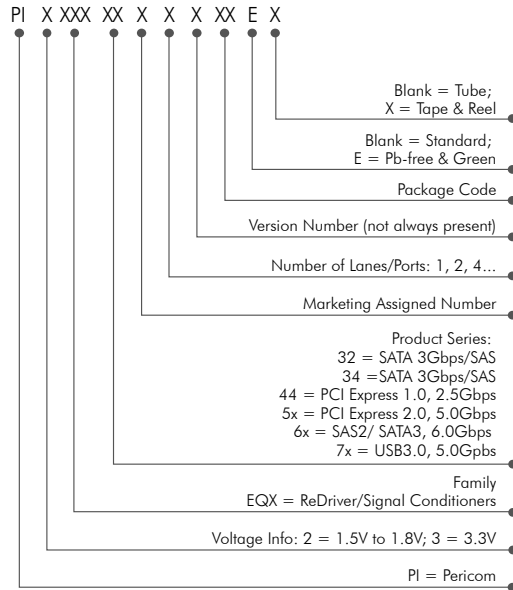 PI X XXX XX X X X XX E X
Blank = Tube;
X = Tape & Reel
Blank = Standard;
E = Pb-free & Green
Package Code
Version Number (not always present)
Number of Lanes/Ports: 1, 2, 4...
Marketing Assigned Number
Product Series:
32 = SATA 3Gbps/SAS
34 =SATA 3Gbps/SAS
44 = PCI Express 1.0, 2.5Gbps
5x = PCI Express 2.0, 5.0Gbps
6x = SAS2/ SATA3, 6.0Gbps
7x = USB3.0, 5.0Gpbs
Family
EQX = ReDriver/Signal Conditioners
Voltage Info: 2 = 1.5V to 1.8V; 3 = 3.3V
PI = Pericom